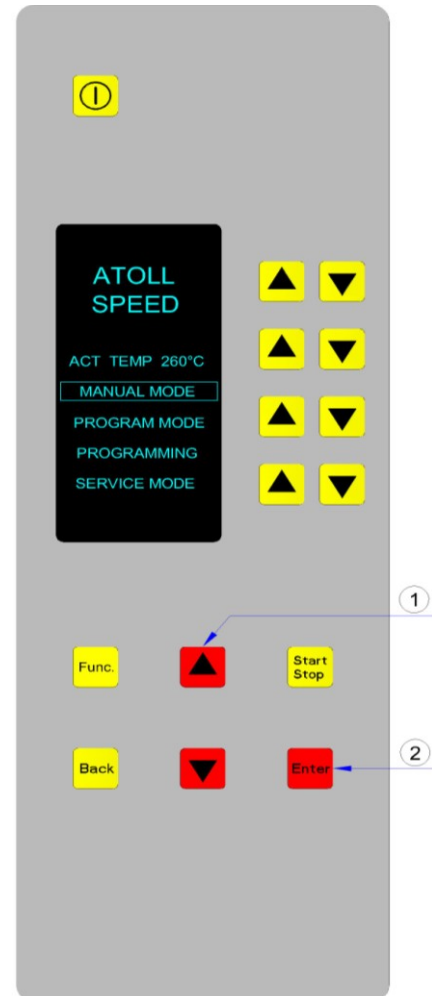 ATOLL
SPEED
ACT TEMP 260°C
MANUAL MODE
PROGRAM MODE
PROGRAMMING
SERVICE MODE
1
Func.
Start
Stop
2
Back
Enter